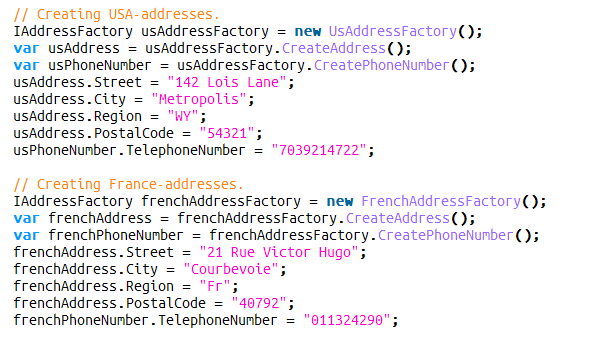 // Creating USA-addresses.
IAddressFactory usAddressFactory = new UsAddressFactory();
var usAddress = usAddressFactory.CreateAddress();
var usPhoneNumber = usAddressFactory.CreatePhoneNumber();
usAddress.Street = "142 Lois Lane";
usAddress.City = "Metropolis";
usAddress.Region = "WY";
usAddress.PostalCode = "54321";
usPhoneNumber.TelephoneNumber = "7039214722";

// Creating France-addresses.
IAddressFactory frenchAddressFactory = new FrenchAddressFactory();
var frenchAddress = frenchAddressFactory.CreateAddress();
var frenchPhoneNumber = frenchAddressFactory.CreatePhoneNumber();
frenchAddress.Street = "21 Rue Victor Hugo";
frenchAddress.City = "Courbevoie";
frenchAddress.Region = "Fr";
frenchAddress.PostalCode = "40792";
frenchPhoneNumber.TelephoneNumber = "011324290";